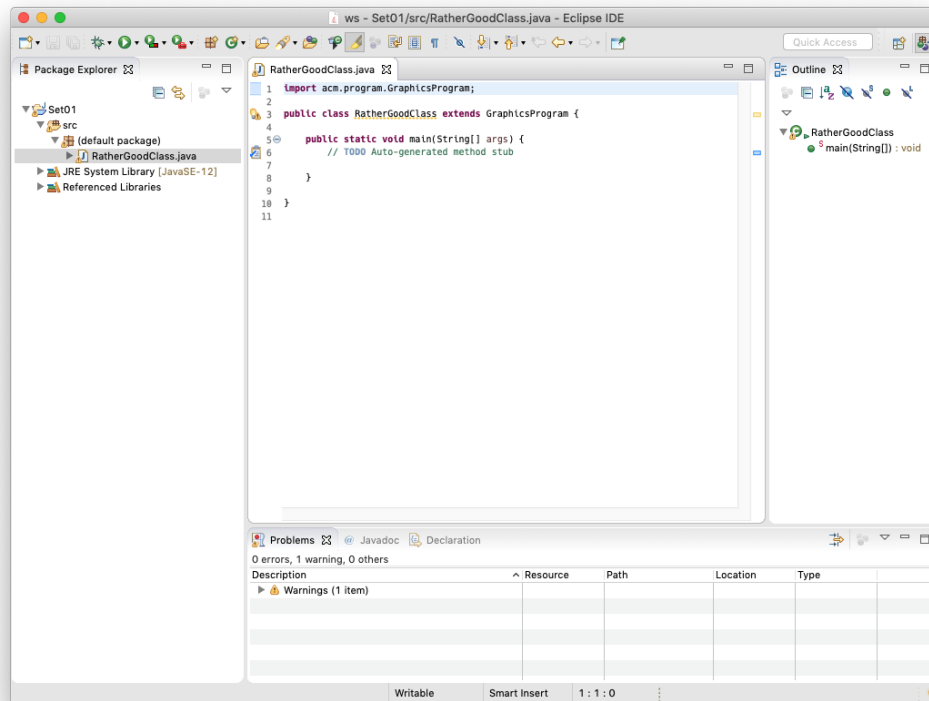 ws - Set01/src/RatherGoodClass.java - Eclipse IDE
Quick Access
Package Explorer
Set01
src
(default package)
RatherGoodClass.java
JRE System Library [JavaSE-12]
Referenced Libraries
RatherGoodClass.java
1 import acm.program.GraphicsProgram;
2
3 public class RatherGoodClass extends GraphicsProgram {
4
5 public static void main(String[] args) {
6 // TODO Auto-generated method stub
7
8 }
9
10 }
11
Outline
RatherGoodClass
S main(String[]) : void
Problems @ Javadoc Declaration
0 errors, 1 warning, 0 others
Description Resource Path Location Type
Warnings (1 item)
Writable Smart Insert 1 : 1 : 0